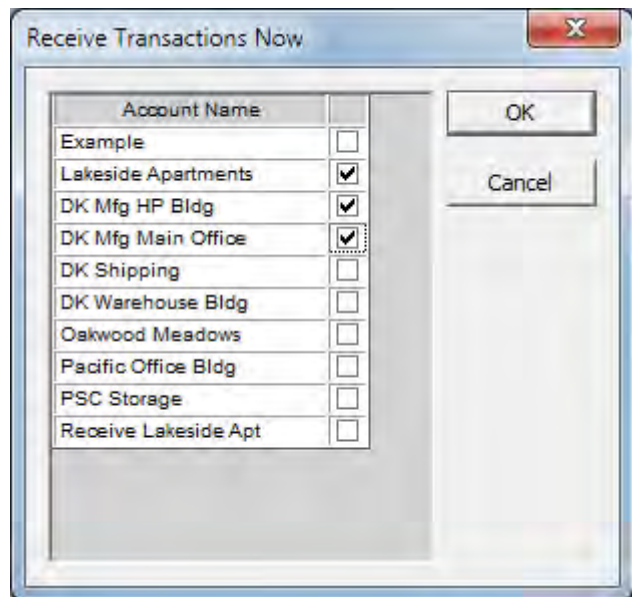 Receive Transactions Now
Account Name
OK
Example
Lakeside Apartments
Cancel
DK Mfg HP Bldg
DK Mfg Main Office
DK Shipping
DK Warehouse Bldg
Oakwood Meadows
Pacific Office Bldg
PSC Storage
Receive Lakeside Apt